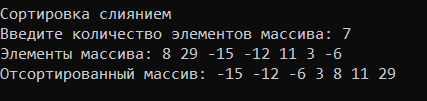 Сортировка слиянием
Введите количество элементов массива: 7
Элементы массива: 8 29 -15 -12 11 3 -6
Отсортированный массив: -15 -12 -6 3 8 11 29